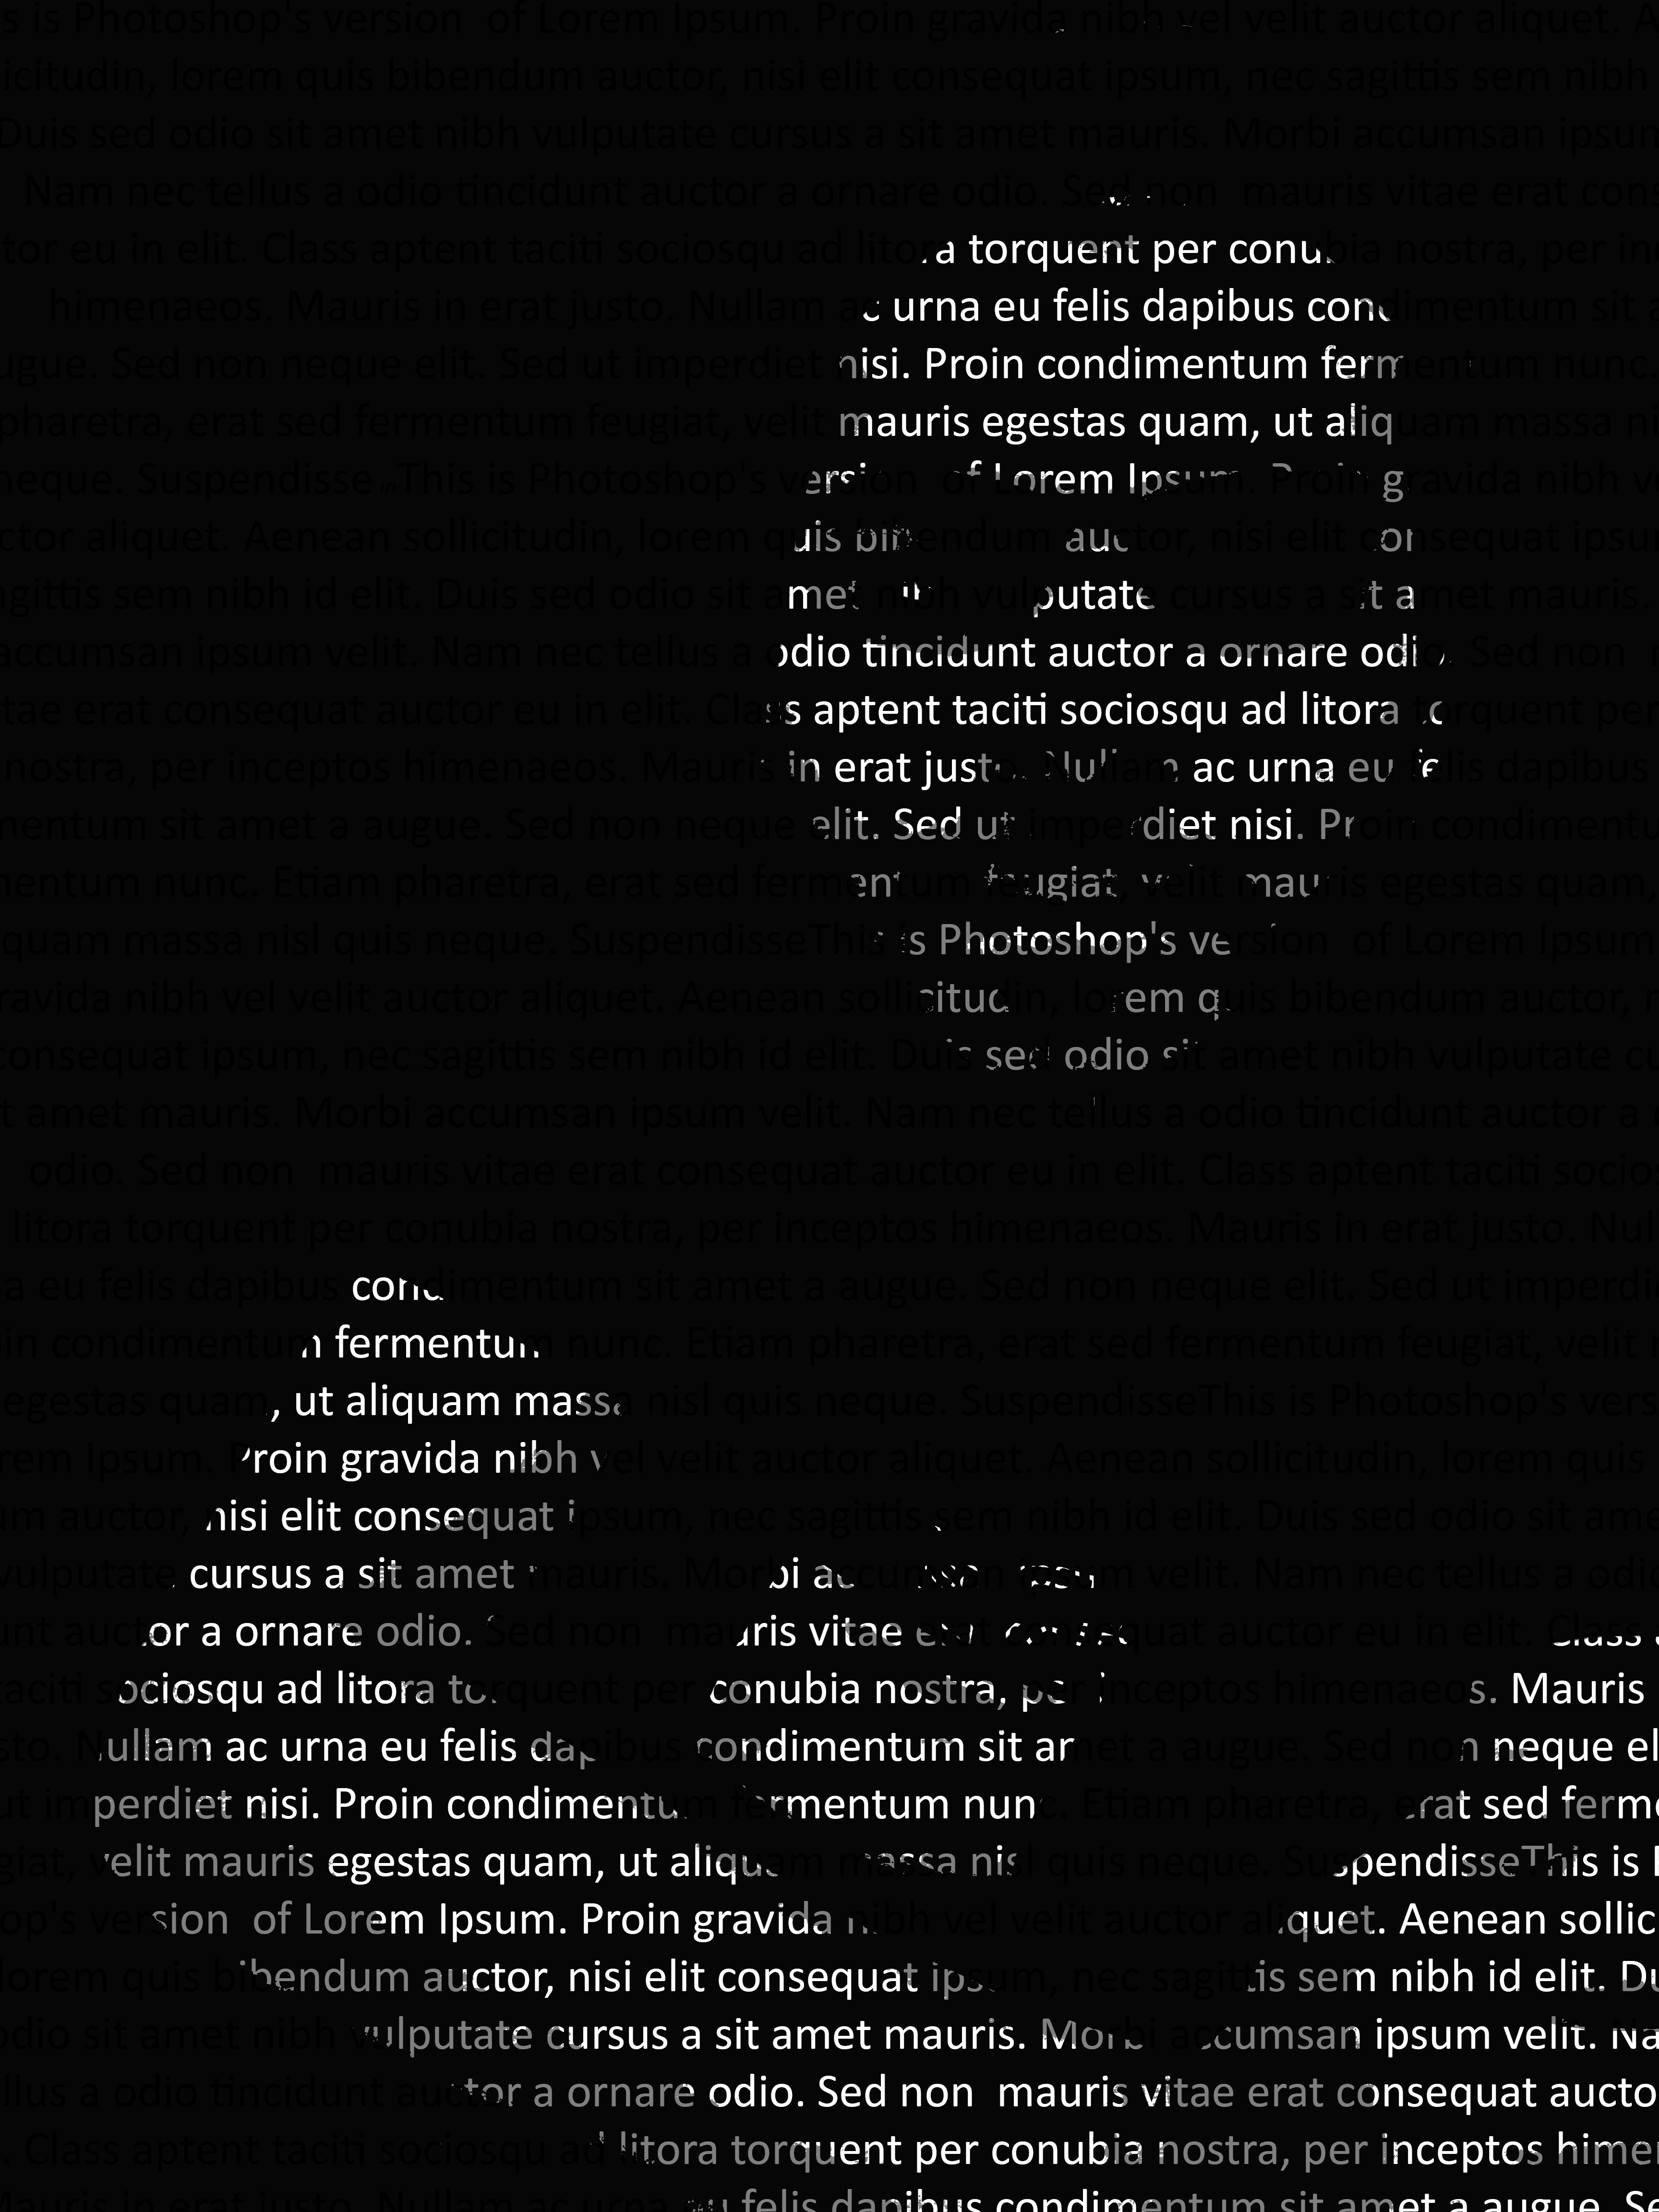 s is Photoshop's version of Lorem Ipsum. Proin gravida nibh vel velit auctor aliquet. A
licitudin, lorem quis bibendum auctor, nisi elit consequat ipsum, nec sagittis sem nibh
Duis sed odio sit amet nibh vulputate cursus a sit amet mauris. Morbi accumsan ipsum
Nam nec tellus a odio tincidunt auctor a ornare odio. Sed non mauris vitae erat cons
tor eu in elit. Class aptent taciti sociosqu ad litora torquent per conubia nostra, per in
himenaeos. Mauris in erat justo. Nullam ac urna eu felis dapibus condimentum sit a
ugue. Sed non neque elit. Sed ut imperdiet nisi. Proin condimentum fermentum nunc.
pharetra, erat sed fermentum feugiat, velit mauris egestas quam, ut aliquam massa ni
neque. Suspendisse This is Photoshop's version of Lorem Ipsum. Proin gravida nibh v
ctor aliquet. Aenean sollicitudin, lorem quis bibendum auctor, nisi elit consequat ipsu
gittis sem nibh id elit. Duis sed odio sit amet nibh vulputate cursus a sit amet mauris.
accumsan ipsum velit. Nam nec tellus a odio tincidunt auctor a ornare odio. Sed non
tae erat consequat auctor eu in elit. Class aptent taciti sociosqu ad litora torquent per
nostra, per inceptos himenaeos. Mauris in erat justo. Nullam ac urna eu felis dapibus
mentum sit amet a augue. Sed non neque elit. Sed ut imperdiet nisi. Proin condimentu
mentum nunc. Etiam pharetra, erat sed fermentum feugiat, velit mauris egestas quam,
quam massa nisl quis neque. SuspendisseThis is Photoshop's version of Lorem Ipsum
ravida nibh vel velit auctor aliquet. Aenean sollicitudin, lorem quis bibendum auctor, n
consequat ipsum, nec sagittis sem nibh id elit. Duis sed odio sit amet nibh vulputate cu
t amet mauris. Morbi accumsan ipsum velit. Nam nec tellus a odio tincidunt auctor a
odio. Sed non mauris vitae erat consequat auctor eu in elit. Class aptent taciti socio
litora torquent per conubia nostra, per inceptos himenaeos. Mauris in erat justo. Nul
a eu felis dapibus condimentum sit amet a augue. Sed non neque elit. Sed ut imperdi
in condimentum fermentum nunc. Etiam pharetra, erat sed fermentum feugiat, velit
egestas quam, ut aliquam massa nisl quis neque. SuspendisseThis is Photoshop's vers
rem Ipsum. Proin gravida nibh vel velit auctor aliquet. Aenean sollicitudin, lorem quis
um auctor, nisi elit consequat ipsum, nec sagittis sem nibh id elit. Duis sed odio sit ame
vulputate cursus a sit amet mauris. Morbi accumsan ipsum velit. Nam nec tellus a odio
unt auctor a ornare odio. Sed non mauris vitae erat consequat auctor eu in elit. Class
taciti sociosqu ad litora torquent per conubia nostra, per inceptos himenaeos. Mauris
sto. Nullam ac urna eu felis dapibus condimentum sit amet a augue. Sed non neque el
ut imperdiet nisi. Proin condimentum fermentum nunc. Etiam pharetra, erat sed ferme
giat, velit mauris egestas quam, ut aliquam massa nisl quis neque. SuspendisseThis is
op's version of Lorem Ipsum. Proin gravida nibh vel velit auctor aliquet. Aenean sollic
lorem quis bibendum auctor, nisi elit consequat ipsum, nec sagittis sem nibh id elit. Du
odio sit amet nibh vulputate cursus a sit amet mauris. Morbi accumsan ipsum velit. Na
llus a odio tincidunt auctor a ornare odio. Sed non mauris vitae erat consequat aucto
. Class aptent taciti sociosqu ad litora torquent per conubia nostra, per inceptos himen
Mauris in erat justo. Nullam ac urna eu felis dapibus condimentum sit amet a augue. Se